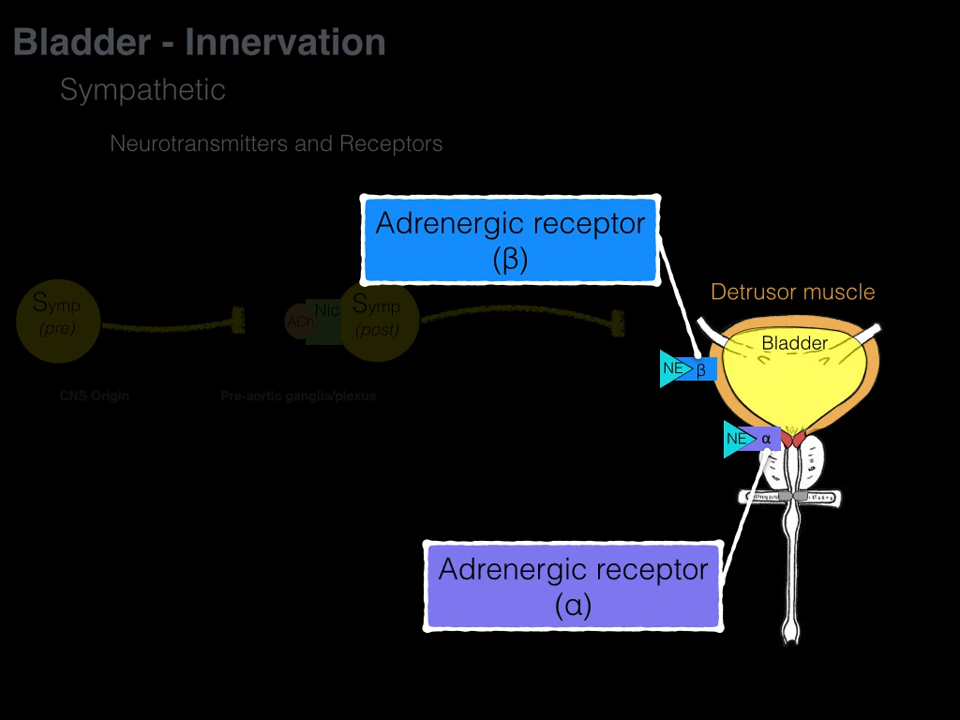 Bladder - Innervation
Sympathetic
Neurotransmitters and Receptors
Adrenergic receptor
(β)
Detrusor muscle
Symp
(pre)
ACh
Nic
Symp
(post)
Bladder
NE
β
CNS Origin
Pre-aortic ganglia/plexus
NE
α
Adrenergic receptor
(α)